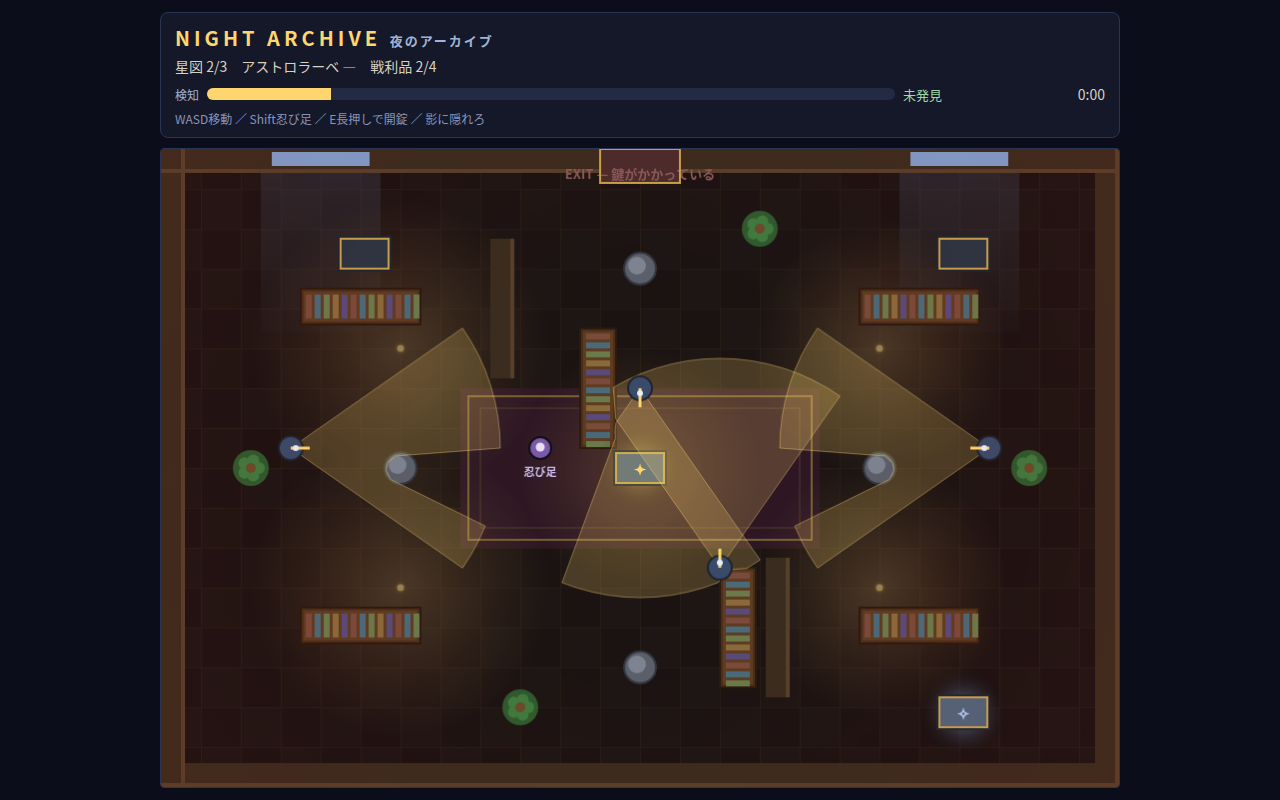 NIGHT ARCHIVE 夜のアーカイブ
星図 2/3 アストロラーベ — 戦利品 2/4
検知 未発見 0:00
WASD移動 ／ Shift忍び足 ／ E長押しで開錠 ／ 影に隠れろ
EXIT — 鍵がかかっている
忍び足